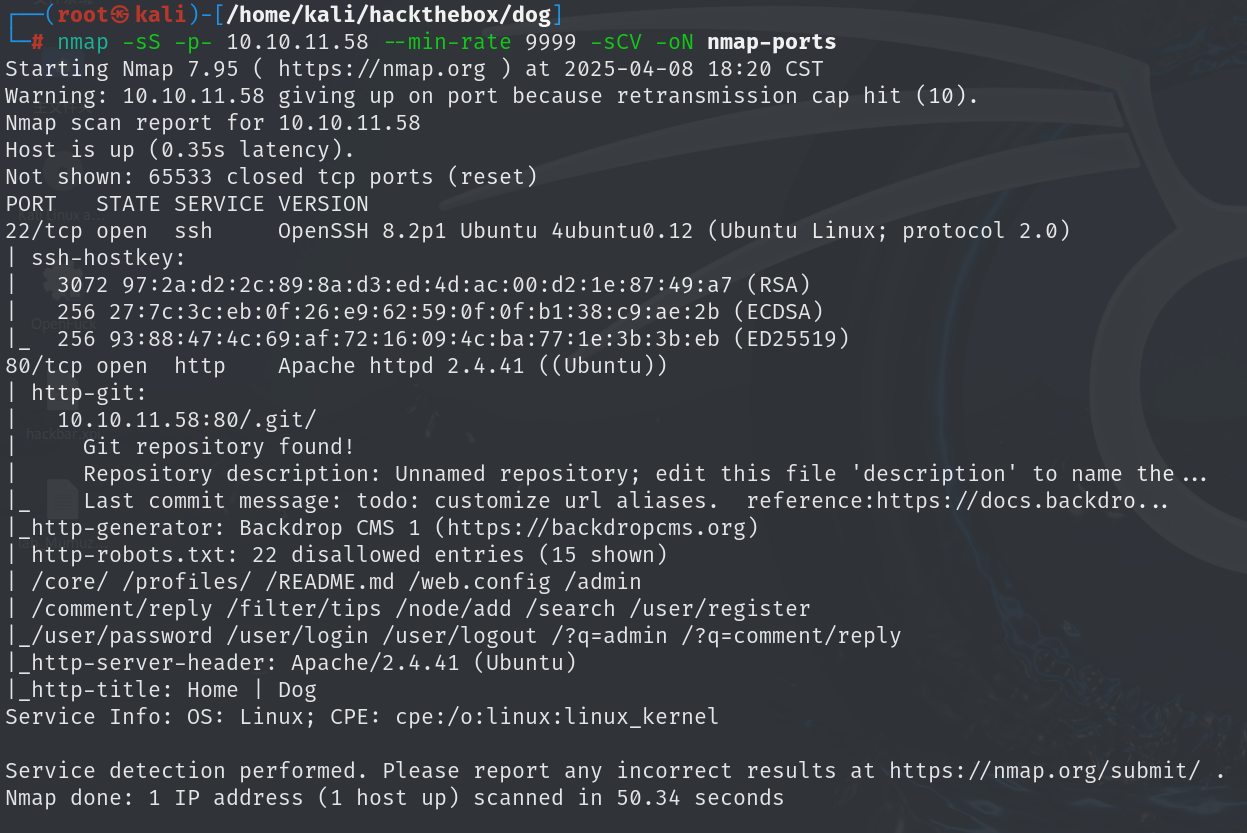 ┌──(root㉿kali)-[/home/kali/hackthebox/dog]
└─# nmap -sS -p- 10.10.11.58 --min-rate 9999 -sCV -oN nmap-ports
Starting Nmap 7.95 ( https://nmap.org ) at 2025-04-08 18:20 CST
Warning: 10.10.11.58 giving up on port because retransmission cap hit (10).
Nmap scan report for 10.10.11.58
Host is up (0.35s latency).
Not shown: 65533 closed tcp ports (reset)
PORT   STATE SERVICE VERSION
22/tcp open  ssh     OpenSSH 8.2p1 Ubuntu 4ubuntu0.12 (Ubuntu Linux; protocol 2.0)
| ssh-hostkey:
|   3072 97:2a:d2:2c:89:8a:d3:ed:4d:ac:00:d2:1e:87:49:a7 (RSA)
|   256 27:7c:3c:eb:0f:26:e9:62:59:0f:0f:b1:38:c9:ae:2b (ECDSA)
|_  256 93:88:47:4c:69:af:72:16:09:4c:ba:77:1e:3b:3b:eb (ED25519)
80/tcp open  http    Apache httpd 2.4.41 ((Ubuntu))
| http-git:
|   10.10.11.58:80/.git/
|     Git repository found!
|     Repository description: Unnamed repository; edit this file 'description' to name the...
|_    Last commit message: todo: customize url aliases.  reference:https://docs.backdro...
|_http-generator: Backdrop CMS 1 (https://backdropcms.org)
| http-robots.txt: 22 disallowed entries (15 shown)
| /core/ /profiles/ /README.md /web.config /admin
| /comment/reply /filter/tips /node/add /search /user/register
|_/user/password /user/login /user/logout /?q=admin /?q=comment/reply
|_http-server-header: Apache/2.4.41 (Ubuntu)
|_http-title: Home | Dog
Service Info: OS: Linux; CPE: cpe:/o:linux:linux_kernel

Service detection performed. Please report any incorrect results at https://nmap.org/submit/ .
Nmap done: 1 IP address (1 host up) scanned in 50.34 seconds